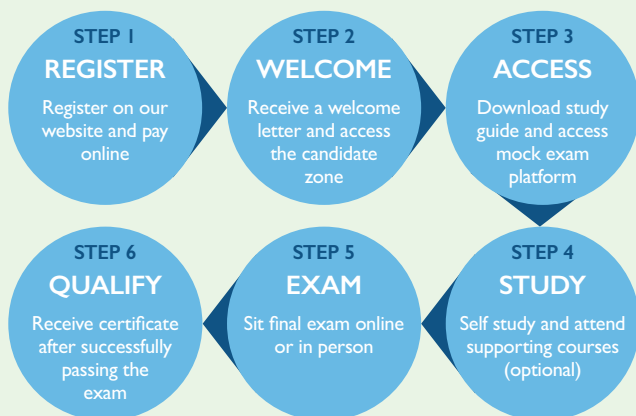 STEP 1
REGISTER
Register on our
website and pay
online
STEP 2
WELCOME
Receive a welcome
letter and access
the candidate
zone
STEP 3
ACCESS
Download study
guide and access
mock exam
platform
STEP 4
STUDY
Self study and attend
supporting courses
(optional)
STEP 5
EXAM
Sit final exam online
or in person
STEP 6
QUALIFY
Receive certificate
after successfully
passing the
exam